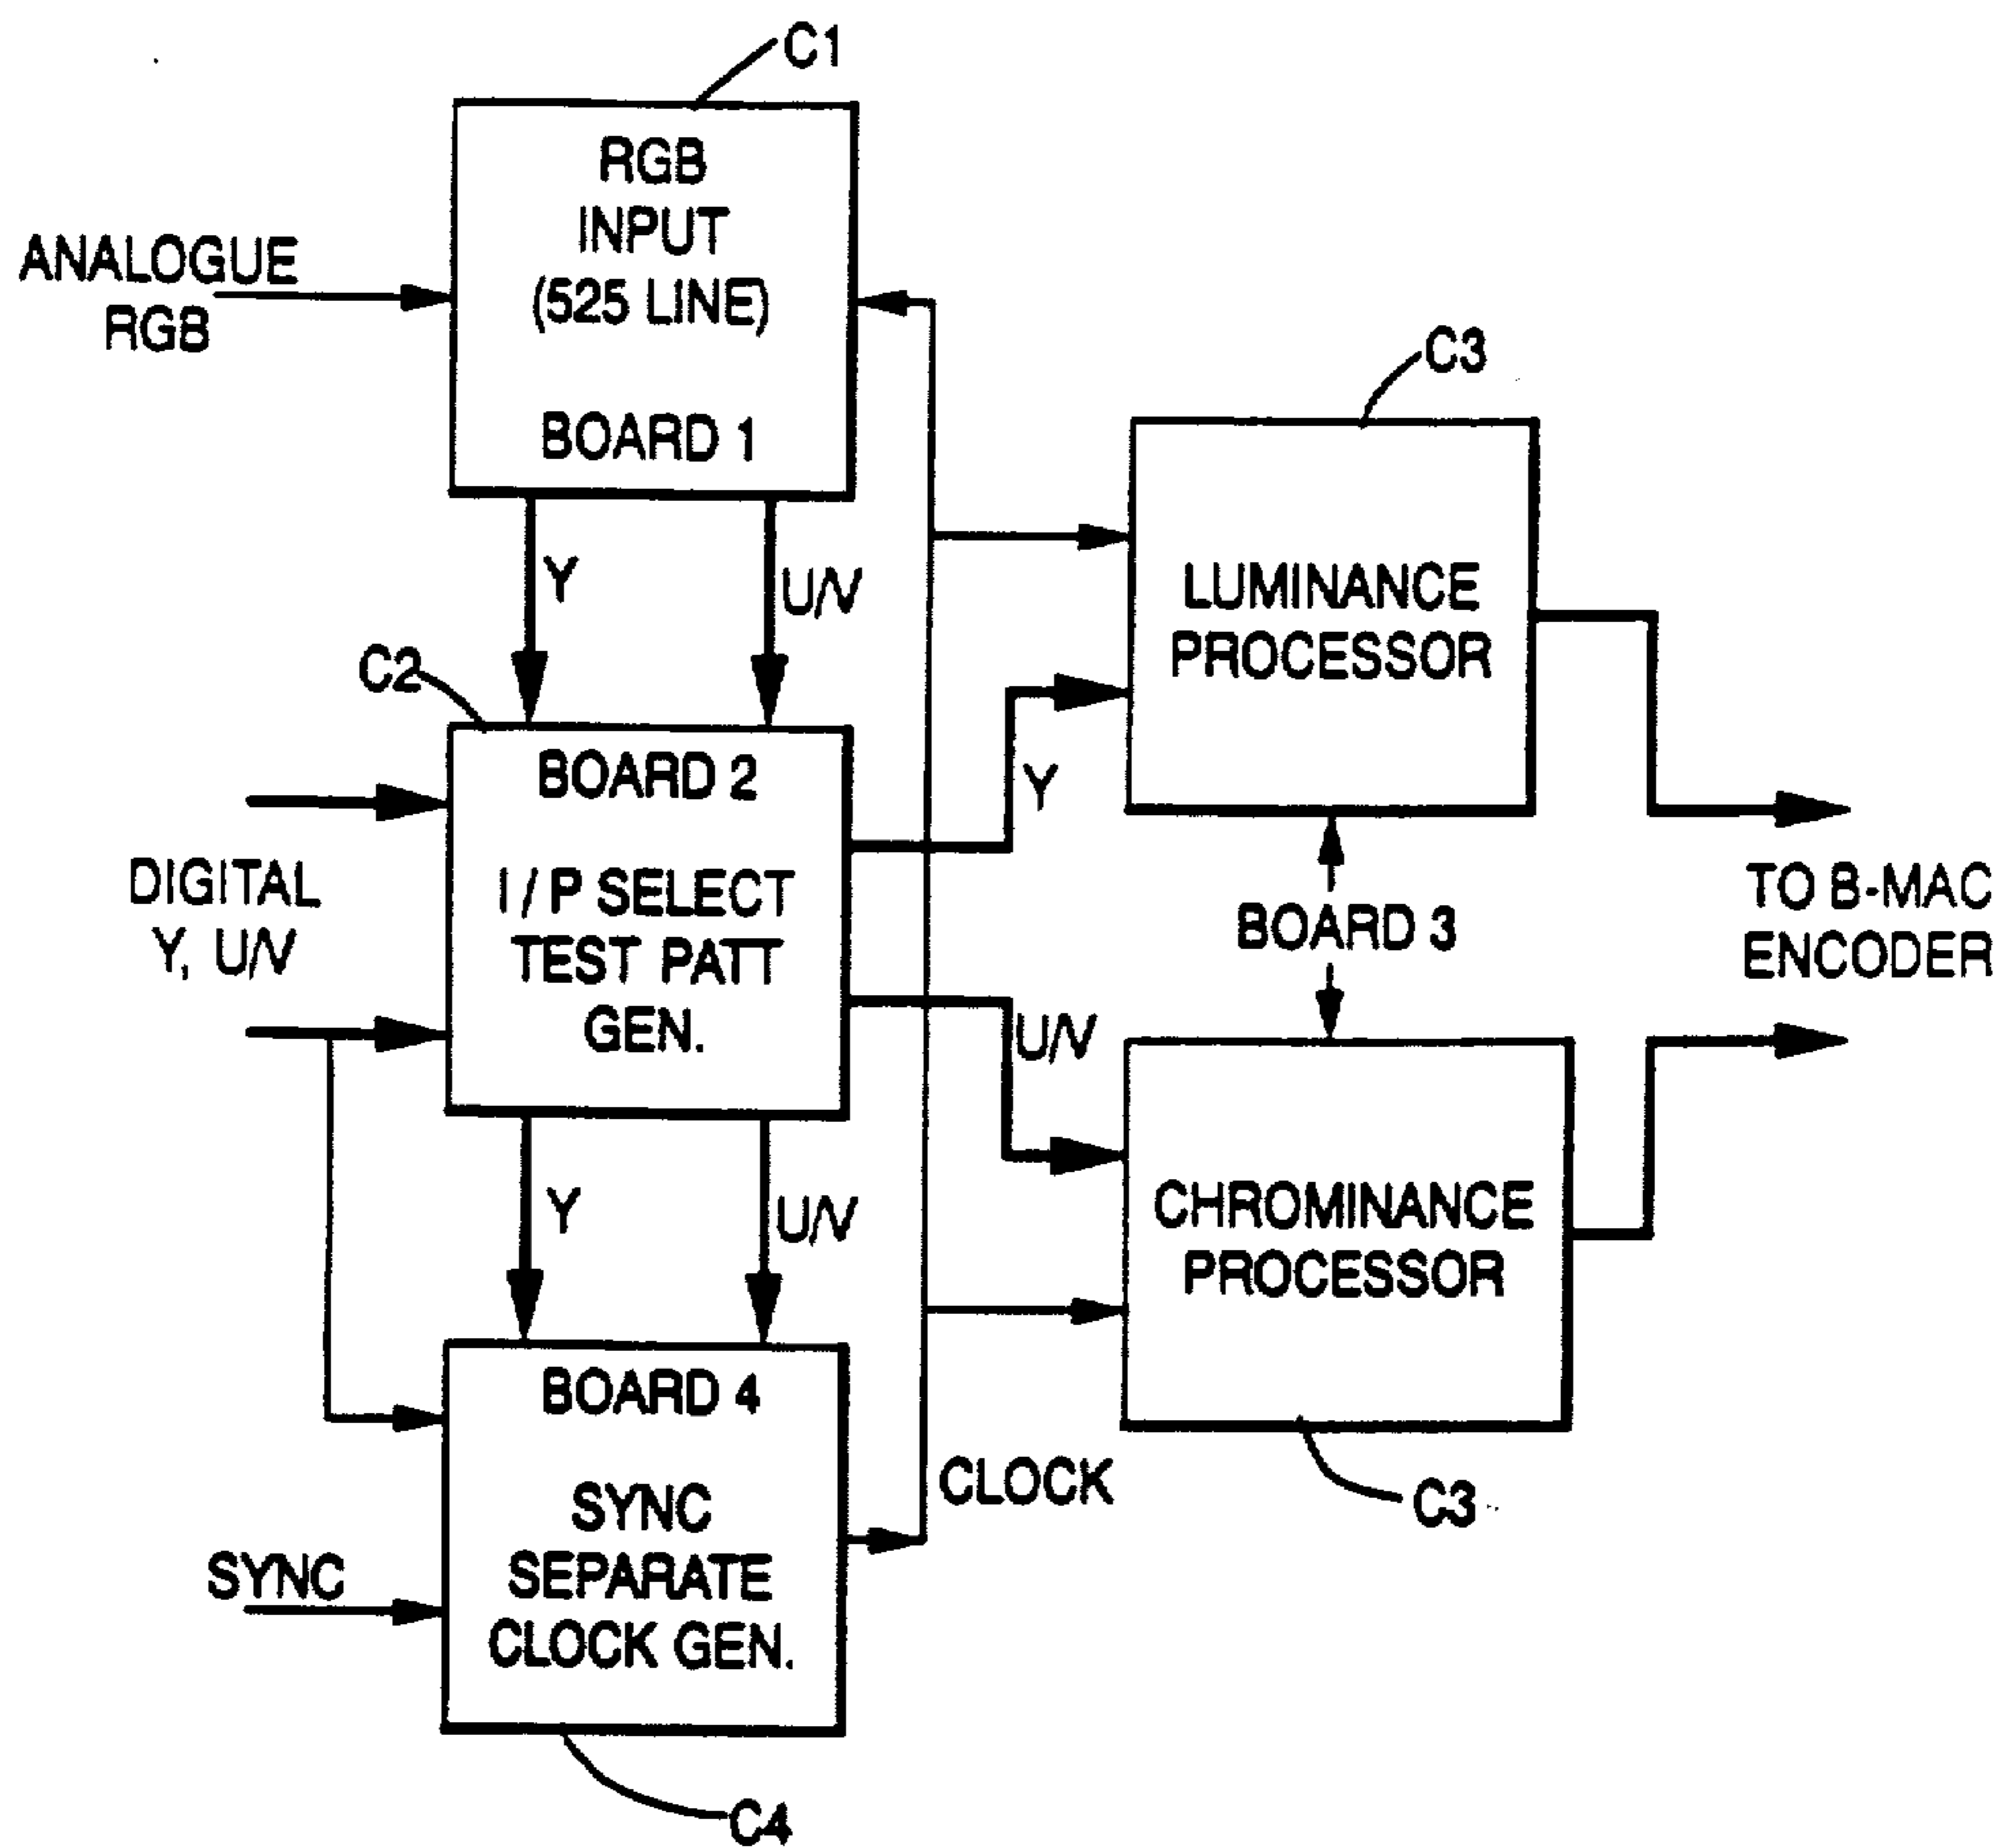 C1
RGB
INPUT
(525 LINE)
BOARD 1
ANALOGUE
RGB
C3
LUMINANCE
PROCESSOR
Y
U/V
C2
BOARD 2
I / P SELECT
TEST PATT
GEN.
DIGITAL
Y, U/V
Y
BOARD 3
TO B-MAC
ENCODER
U/V
Y
U/V
CHROMINANCE
PROCESSOR
C3
BOARD 4
SYNC
SEPARATE
CLOCK GEN.
CLOCK
SYNC
C4